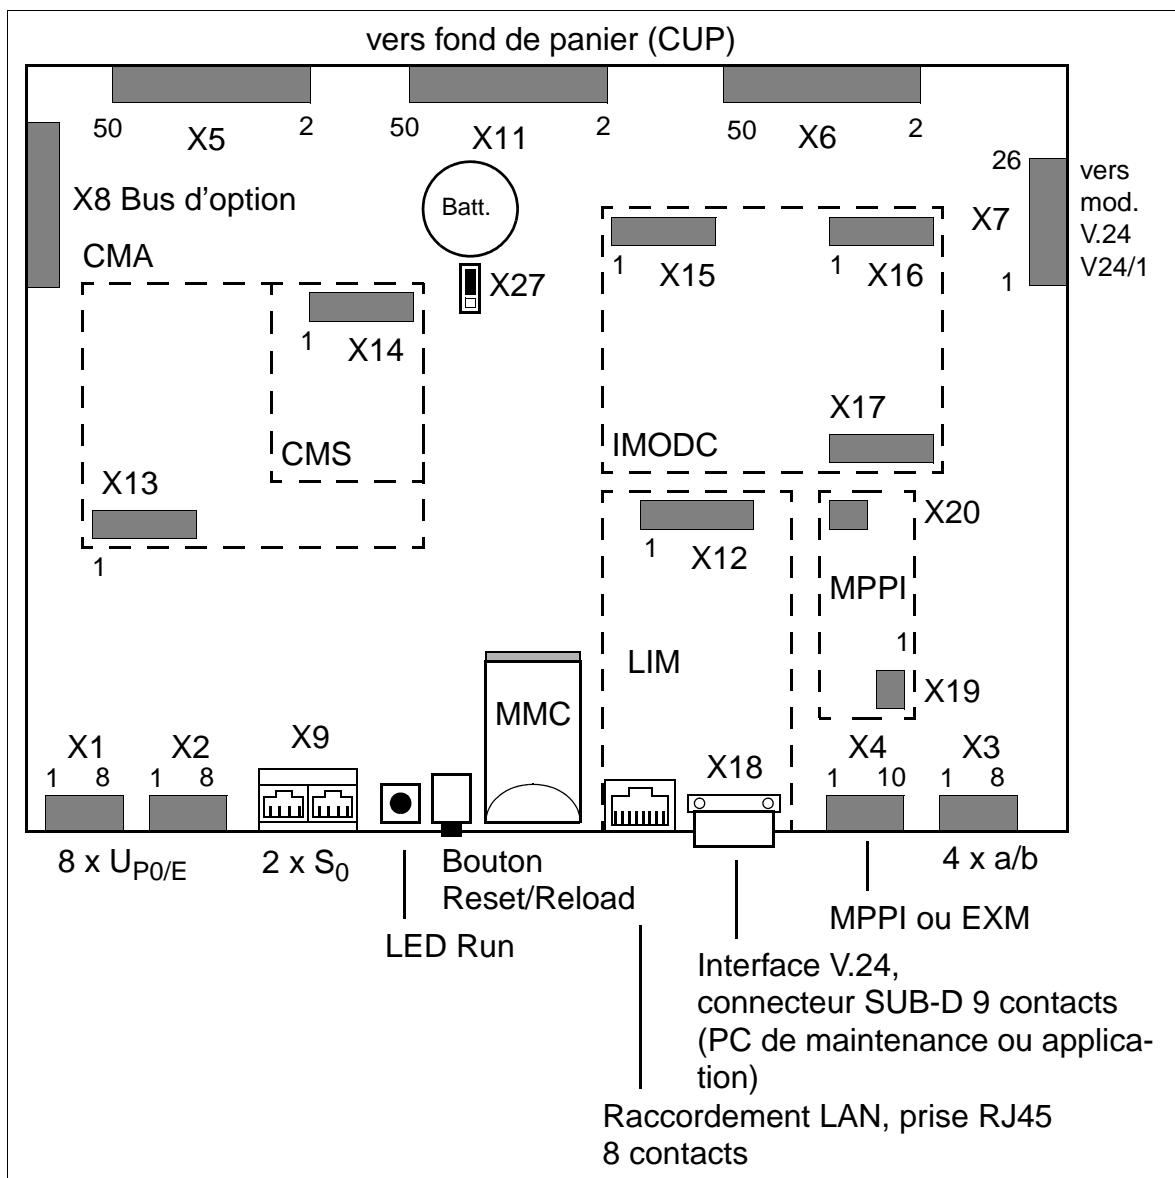 vers fond de panier (CUP)
50 X5 2
50 X11 2
50 X6 2
X8 Bus d'option
Batt.
X27
26
X7
1
vers
mod.
V.24
V24/1
CMA
1 X14
CMS
X13
1
1 X15
1 X16
X17
IMODC
1 X12
LIM
X20
MPPI
1
X19
MMC
X1
1 8
X2
1 8
X9
X18
X4
1 10
X3
1 8
8 x UP0/E
2 x S0
LED Run
Bouton
Reset/Reload
4 x a/b
MPPI ou EXM
Interface V.24,
connecteur SUB-D 9 contacts
(PC de maintenance ou applica-
tion)
Raccordement LAN, prise RJ45
8 contacts